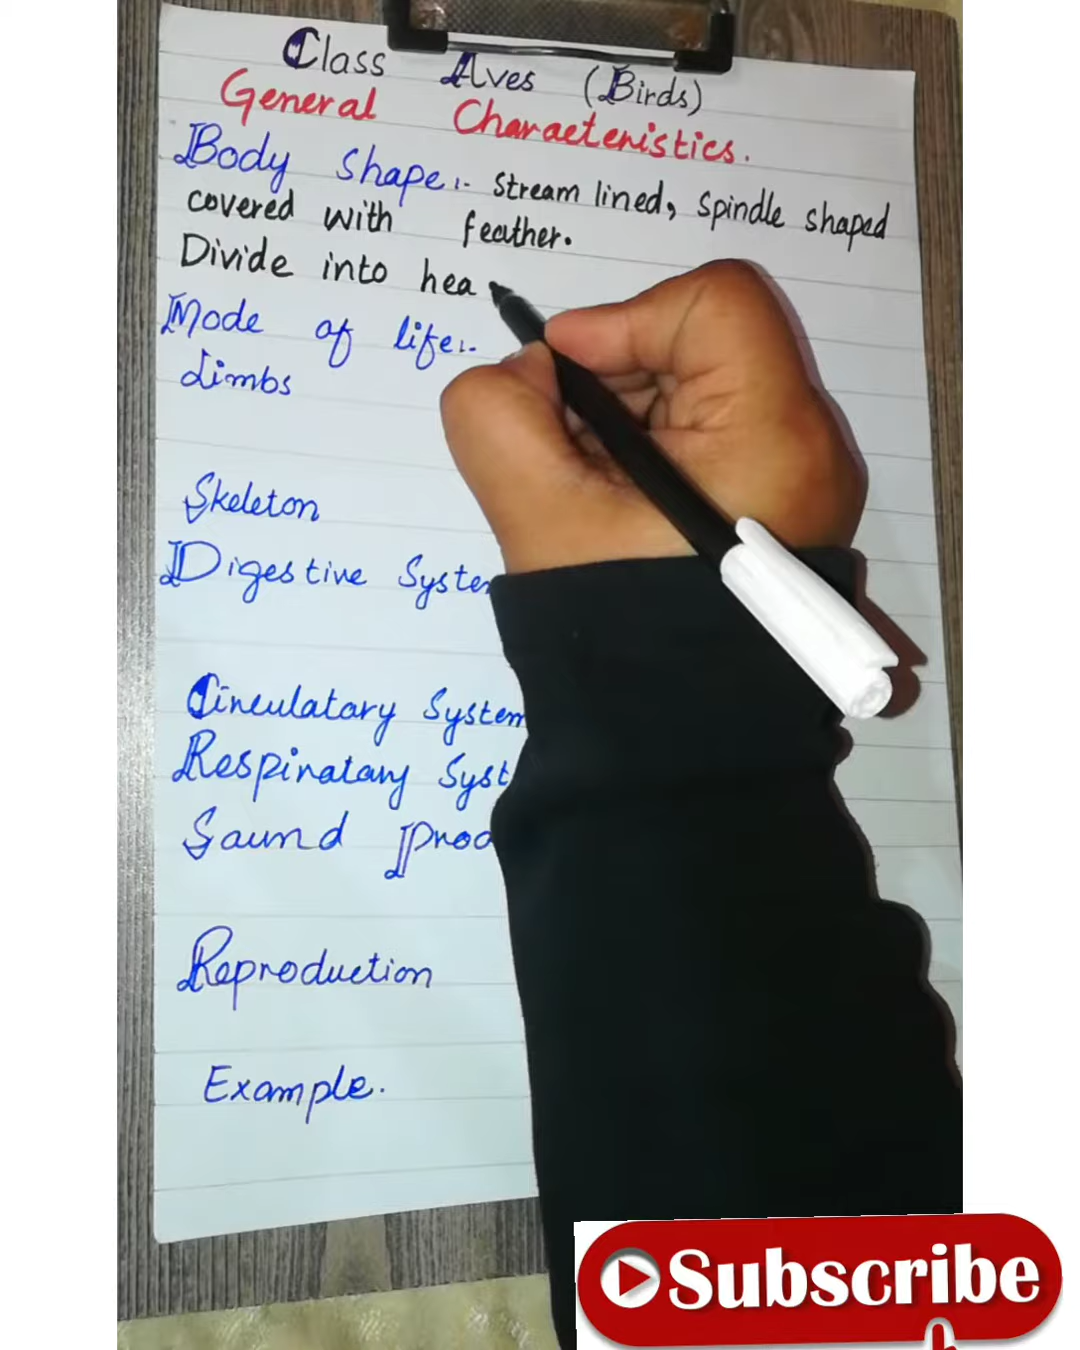 Class Aves (Birds)
General Characteristics.
Body Shape:- Stream lined, spindle shaped
covered with feather.
Divide into hea
Mode of life:-
Limbs
Skeleton
Digestive System
Circulatary System
Respiratary Syst
Saund Prod
Reproduction
Example.
Subscribe